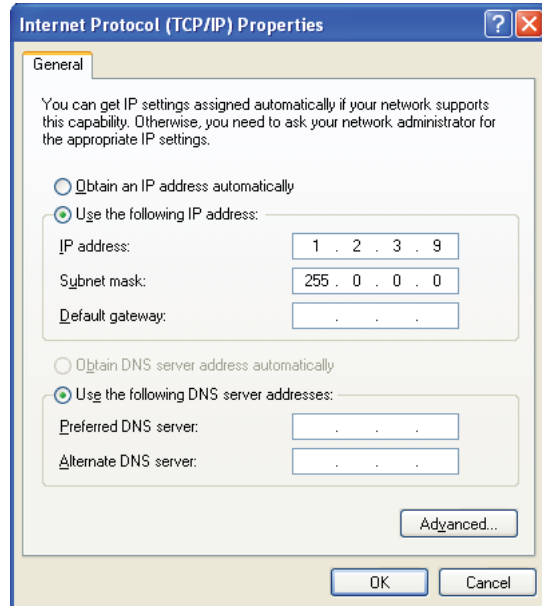 Internet Protocol (TCP/IP) Properties
General
You can get IP settings assigned automatically if your network supports
this capability. Otherwise, you need to ask your network administrator for
the appropriate IP settings.
Obtain an IP address automatically
Use the following IP address:
IP address: 1 . 2 . 3 . 9
Subnet mask: 255 . 0 . 0 . 0
Default gateway: . . .
Obtain DNS server address automatically
Use the following DNS server addresses:
Preferred DNS server: . . .
Alternate DNS server: . . .
Advanced...
OK Cancel